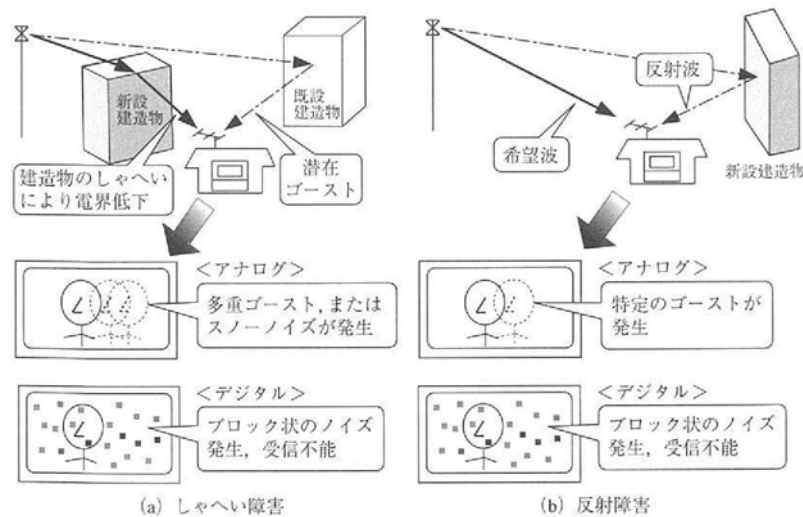 新設
建造物
既設
建造物
建造物のしゃへい
により電界低下
潜在
ゴースト
<アナログ>
多重ゴースト,または
スノーノイズが発生
<デジタル>
ブロック状のノイズ
発生,受信不能
(a) しゃへい障害
反射波
希望波
新設建造物
<アナログ>
特定のゴーストが
発生
<デジタル>
ブロック状のノイズ
発生,受信不能
(b) 反射障害